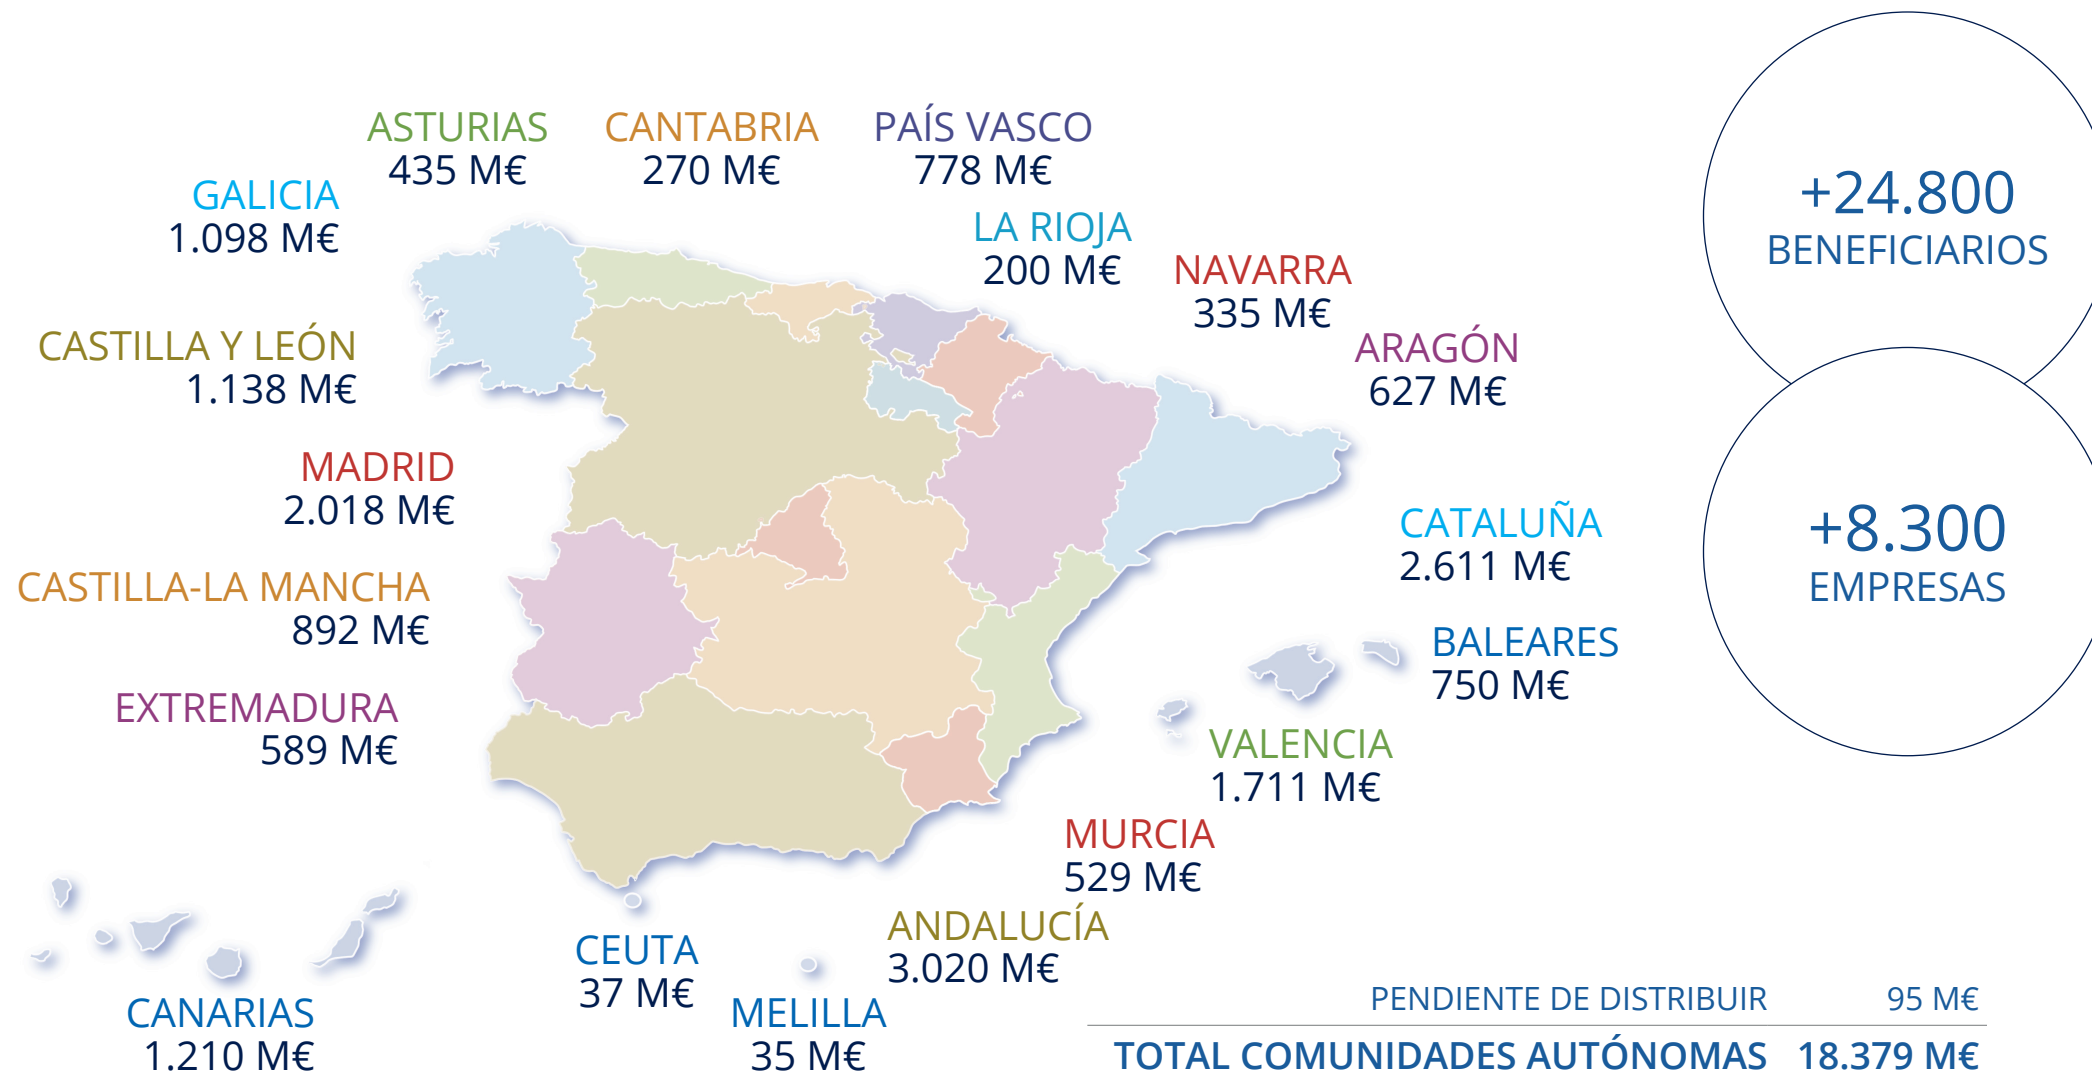 ASTURIAS
435 M€
CANTABRIA
270 M€
PAÍS VASCO
778 M€
GALICIA
1.098 M€
LA RIOJA
200 M€
NAVARRA
335 M€
CASTILLA Y LEÓN
1.138 M€
ARAGÓN
627 M€
MADRID
2.018 M€
CATALUÑA
2.611 M€
CASTILLA-LA MANCHA
892 M€
BALEARES
750 M€
EXTREMADURA
589 M€
VALENCIA
1.711 M€
MURCIA
529 M€
ANDALUCÍA
3.020 M€
CEUTA
37 M€
MELILLA
35 M€
CANARIAS
1.210 M€
+24.800
BENEFICIARIOS
+8.300
EMPRESAS
PENDIENTE DE DISTRIBUIR 95 M€
TOTAL COMUNIDADES AUTÓNOMAS 18.379 M€